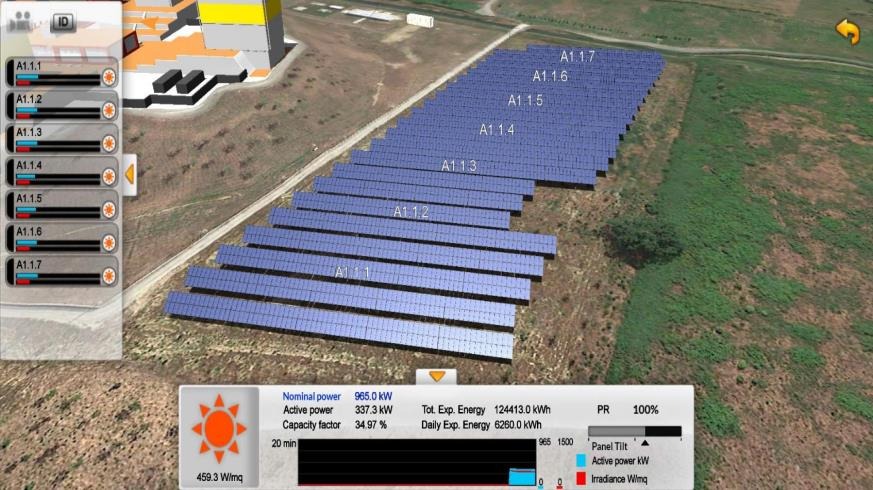 ID
A1.1.1
A1.1.2
A1.1.3
A1.1.4
A1.1.5
A1.1.6
A1.1.7
A1.1.7
A1.1.6
A1.1.5
A1.1.4
A1.1.3
A1.1.2
A1.1.1
459.3 W/mq
Nominal power 965.0 kW
Active power 337.3 kW Tot. Exp. Energy 124413.0 kWh
Capacity factor 34.97 % Daily Exp. Energy 6260.0 kWh
20 min
965 1500
0 0
PR 100%
Panel Tilt
Active power kW
Irradiance W/mq